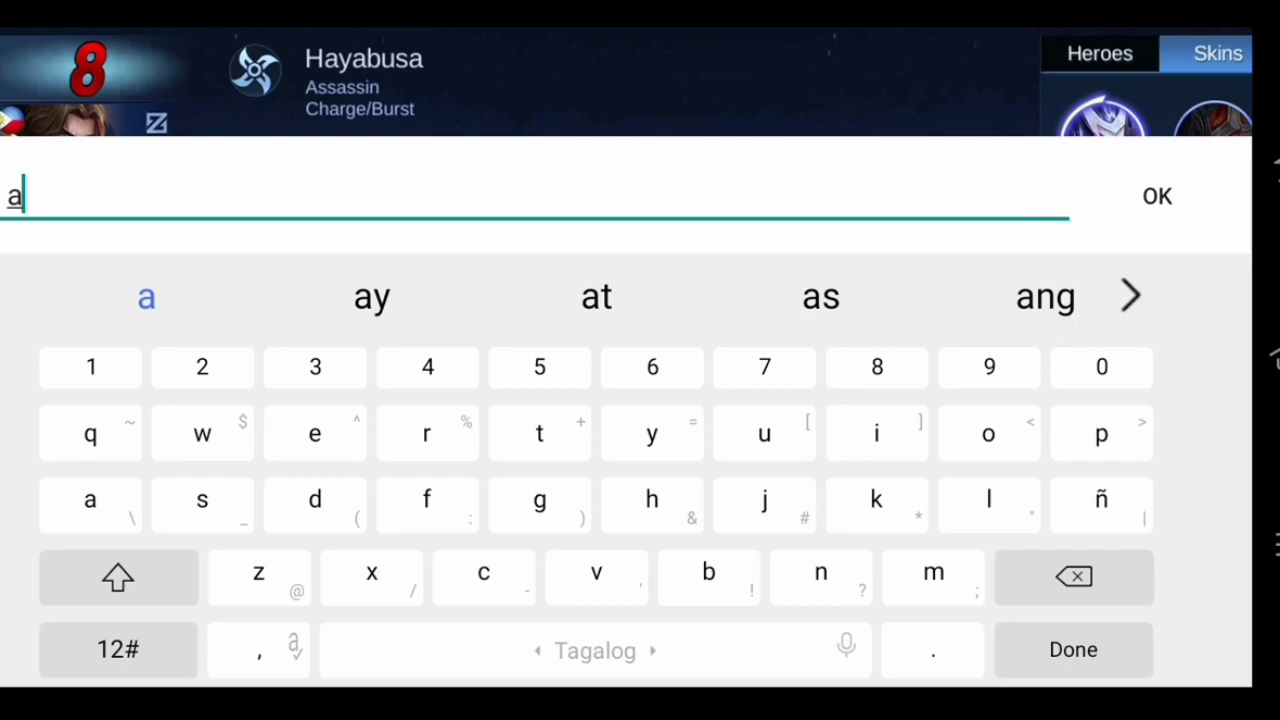 8
Hayabusa
Assassin
Charge/Burst
Heroes Skins
a
OK
a ay at as ang
1 2 3 4 5 6 7 8 9 0
q ~ w $ e ^ r % t + y = u [ i ] o < p >
a \ s _ d ( f : g ) h & j # k * l " ñ |
z @ x / c - v ' b ! n ? m ;
12# , a Tagalog . Done